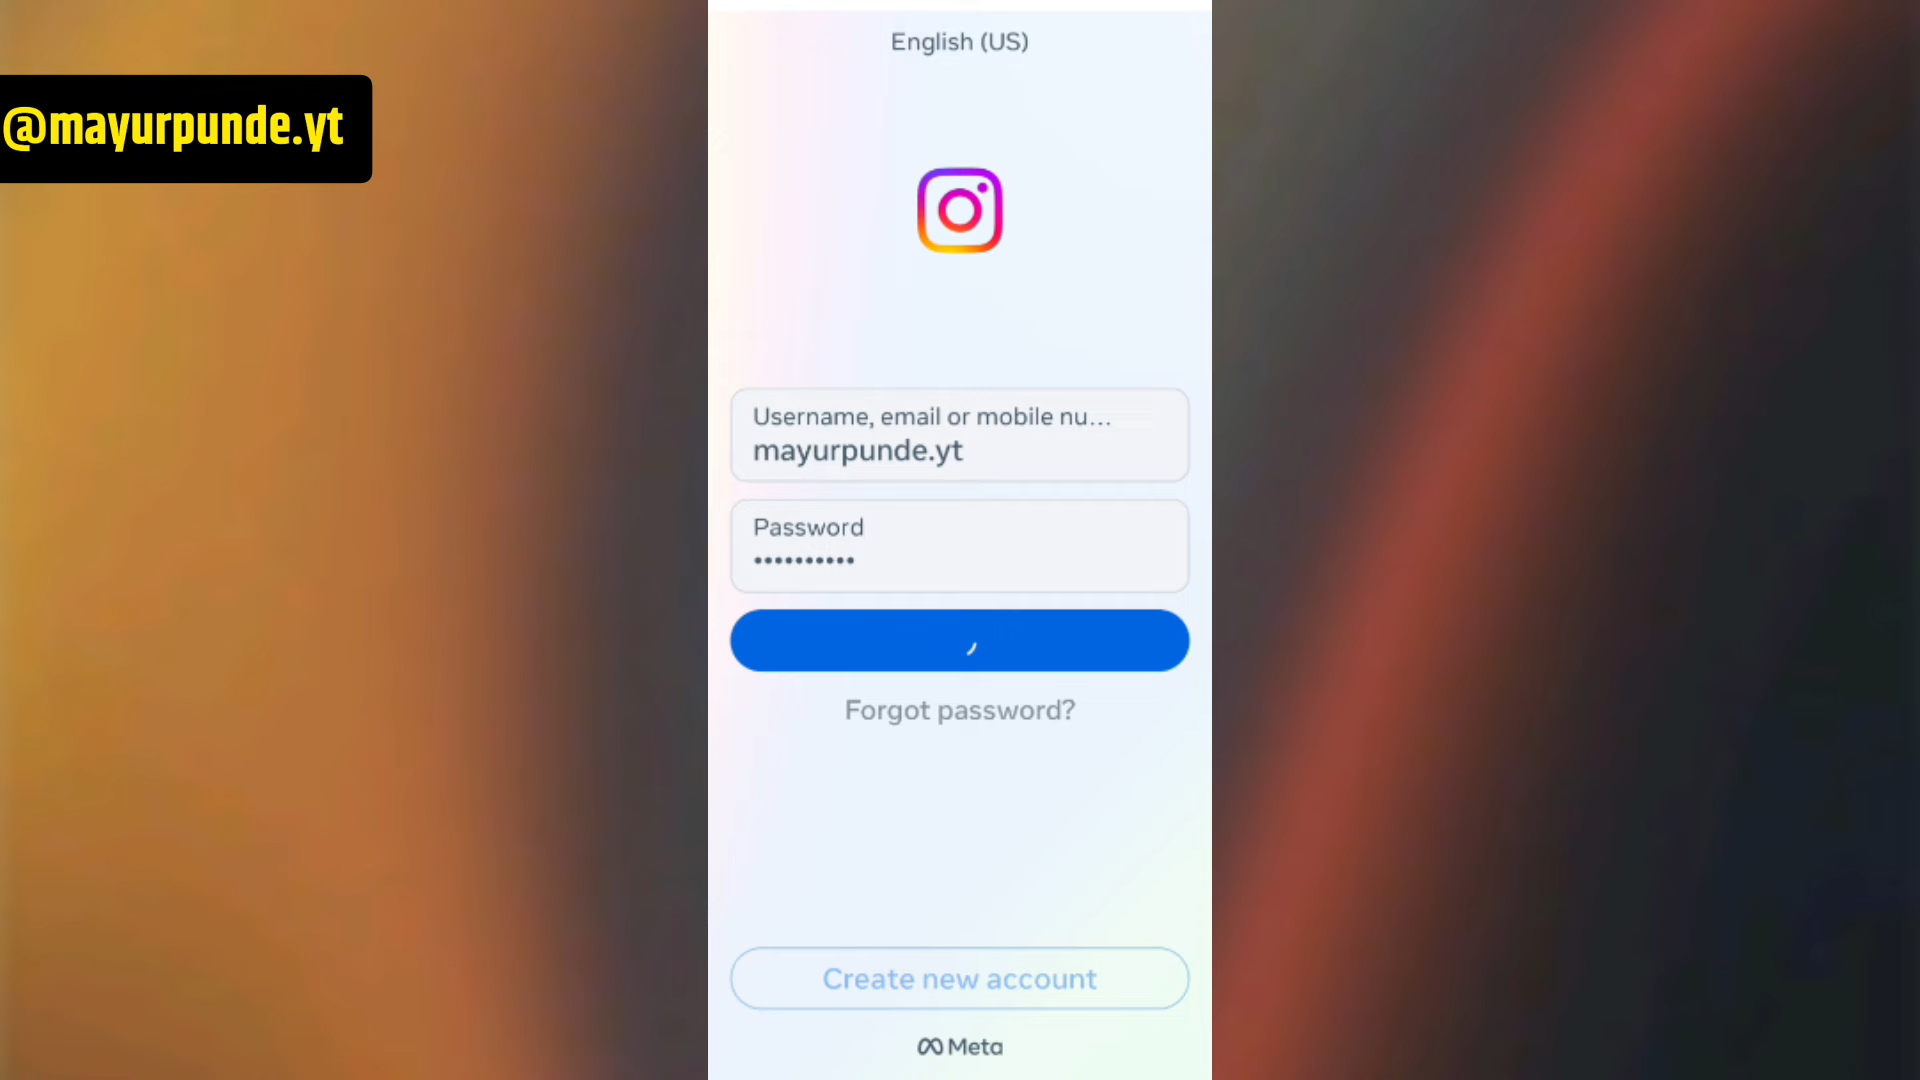 English (US)
@mayurpunde.yt
Username, email or mobile nu...
mayurpunde.yt
Password
••••••••••
Forgot password?
Create new account
Meta